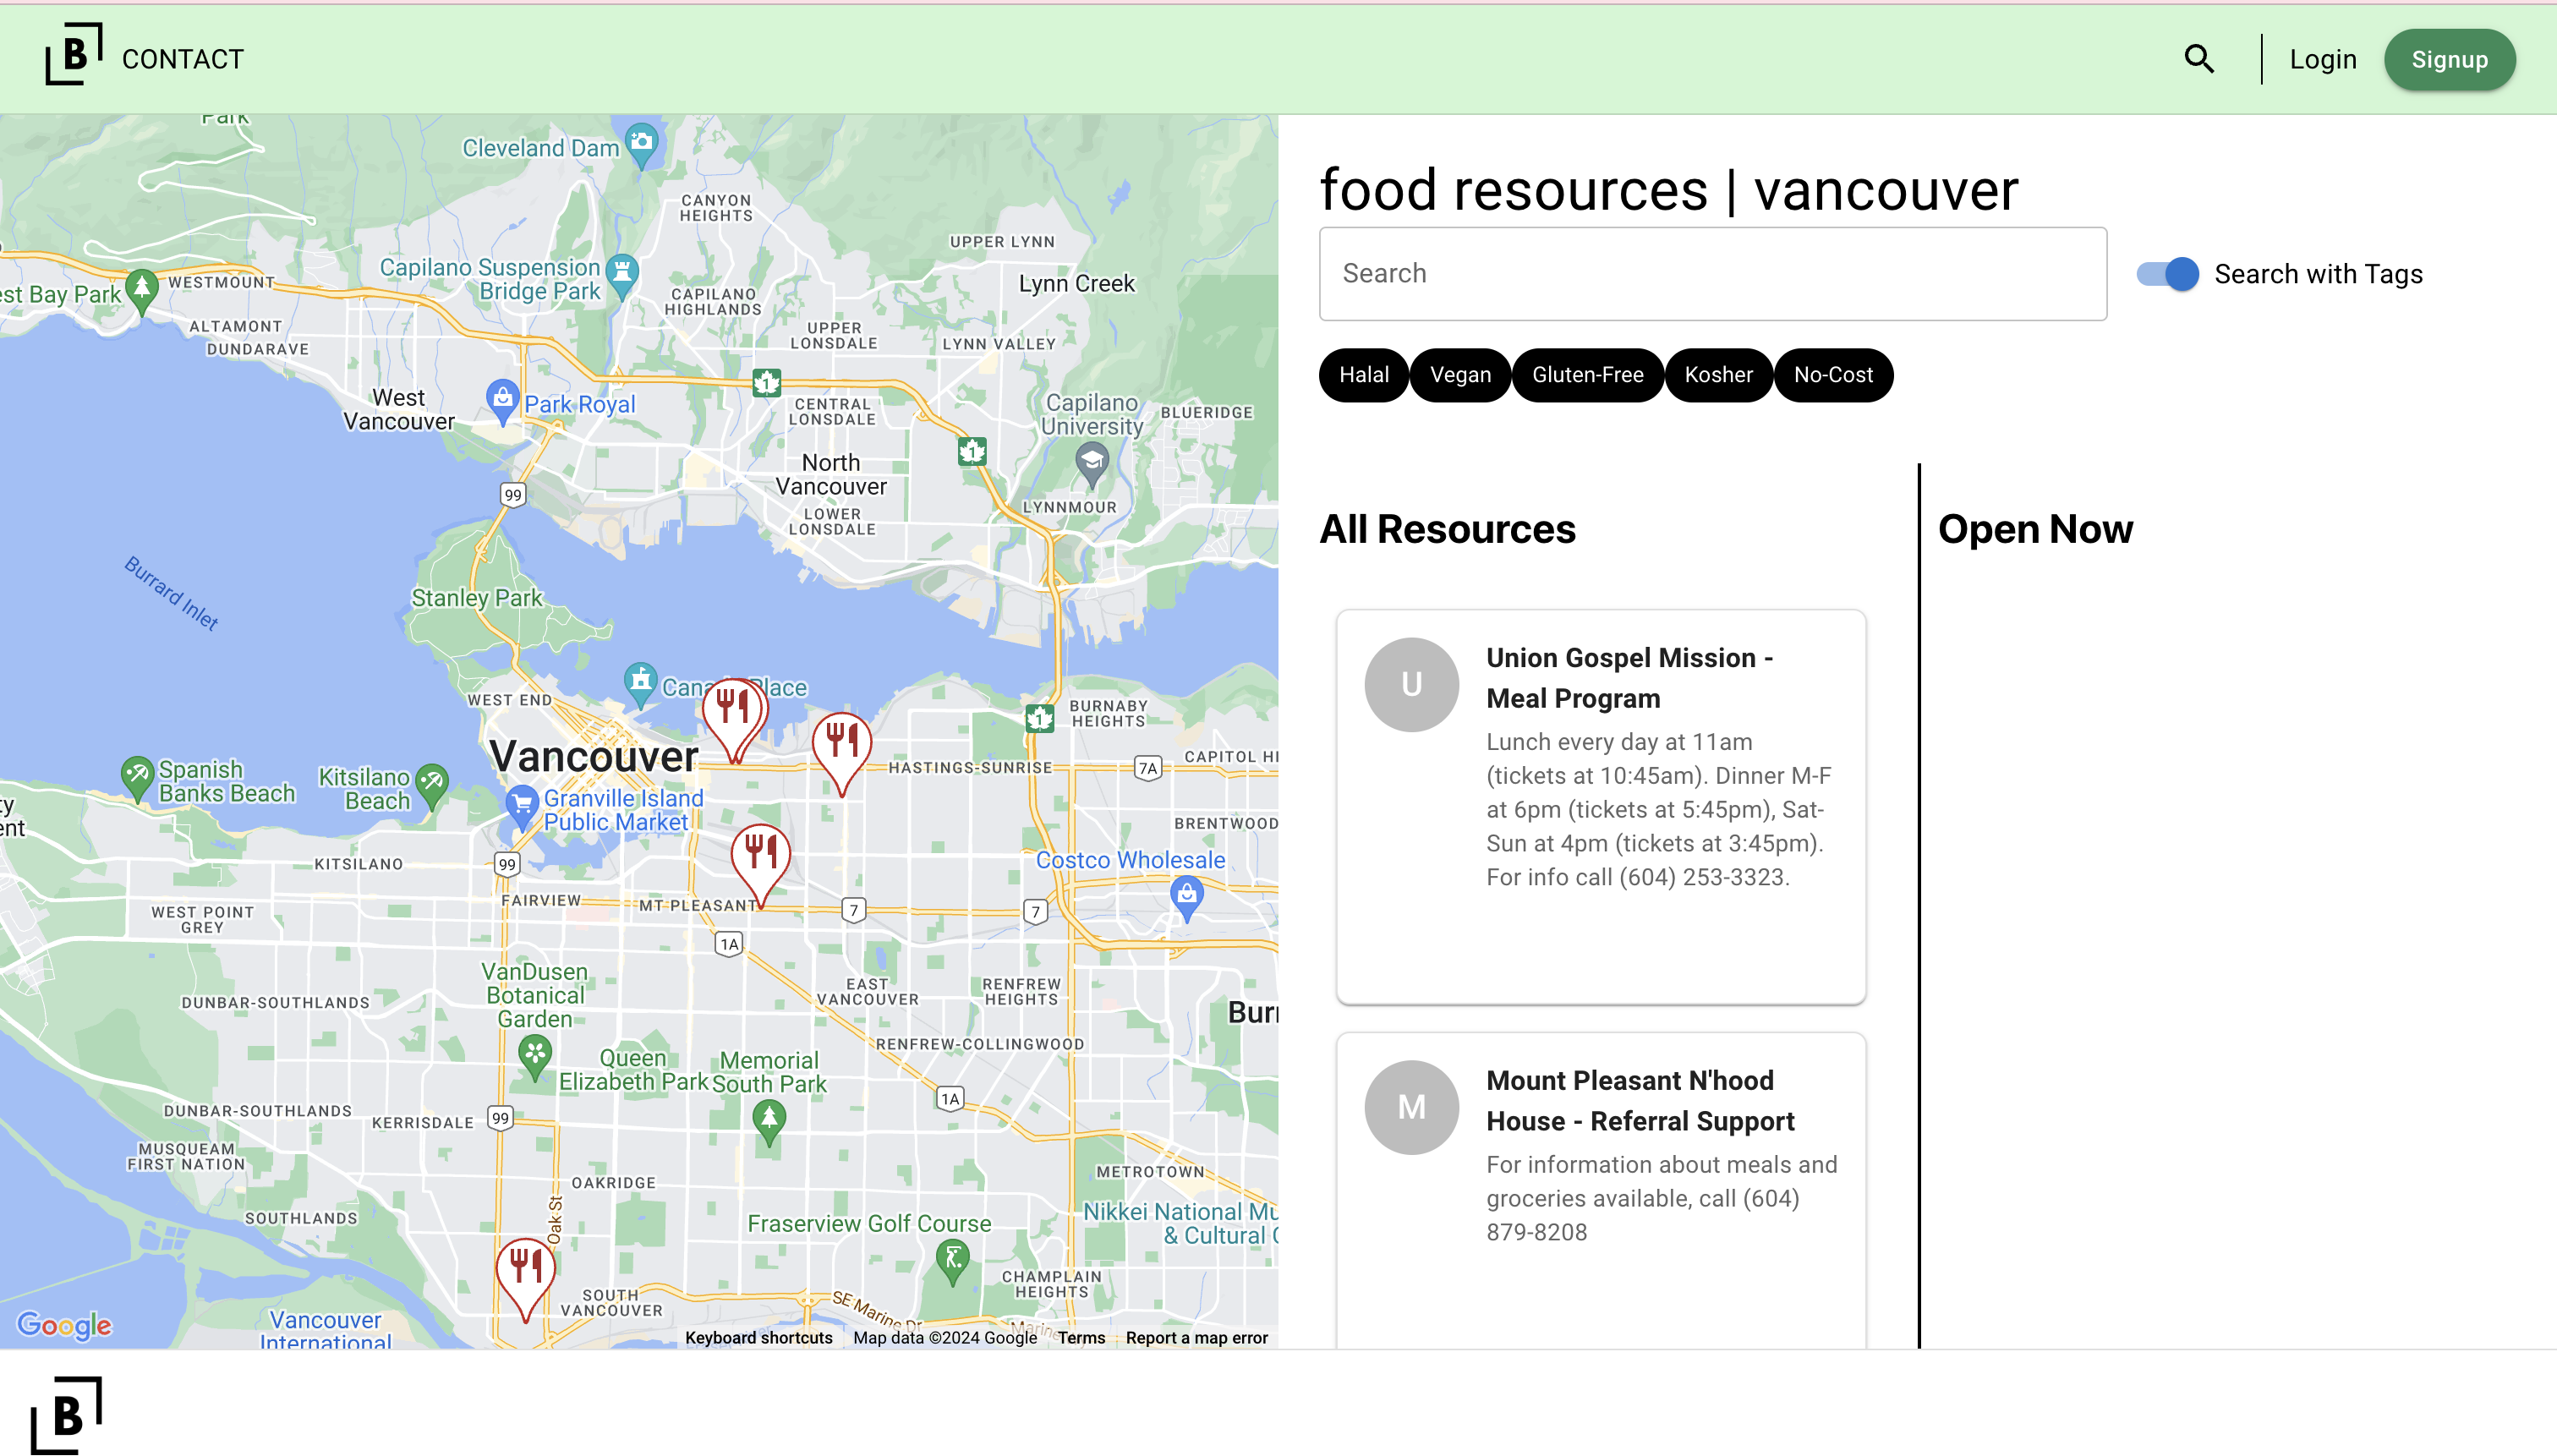 B
CONTACT
Login
Signup
Park
Cleveland Dam
CANYON
HEIGHTS
UPPER LYNN
Capilano Suspension
Bridge Park
Lynn Creek
est Bay Park
WESTMOUNT
CAPILANO
HIGHLANDS
ALTAMONT
DUNDARAVE
UPPER
LONSDALE
LYNN VALLEY
West
Vancouver
Park Royal
1
CENTRAL
LONSDALE
Capilano
University
BLUERIDGE
1
North
Vancouver
99
LYNNMOUR
LOWER
LONSDALE
Burrard Inlet
Stanley Park
WEST END
Place
1
BURNABY
HEIGHTS
Vancouver
HASTINGS-SUNRISE
7A
CAPITOL HI
Spanish
Banks Beach
Kitsilano
Beach
ty
ent
Granville Island
Public Market
BRENTWOOD
KITSILANO
99
Costco Wholesale
FAIRVIEW
MT PLEASANT
7
7
WEST POINT
GREY
1A
VanDusen
Botanical
Garden
EAST
VANCOUVER
RENFREW
HEIGHTS
DUNBAR-SOUTHLANDS
Burn
RENFREW-COLLINGWOOD
Queen
Elizabeth Park
Memorial
South Park
1A
DUNBAR-SOUTHLANDS
KERRISDALE
99
MUSQUEAM
FIRST NATION
METROTOWN
OAKRIDGE
Oak St
SOUTHLANDS
Fraserview Golf Course
Nikkei National Mu
& Cultural C
CHAMPLAIN
HEIGHTS
SOUTH
VANCOUVER
SE Marine Dr
Marine
Vancouver
International
Google
Keyboard shortcuts
Map data ©2024 Google
Terms
Report a map error
food resources | vancouver
Search
Search with Tags
Halal
Vegan
Gluten-Free
Kosher
No-Cost
All Resources
Open Now
U
Union Gospel Mission -
Meal Program
Lunch every day at 11am
(tickets at 10:45am). Dinner M-F
at 6pm (tickets at 5:45pm), Sat-
Sun at 4pm (tickets at 3:45pm).
For info call (604) 253-3323.
M
Mount Pleasant N'hood
House - Referral Support
For information about meals and
groceries available, call (604)
879-8208
B